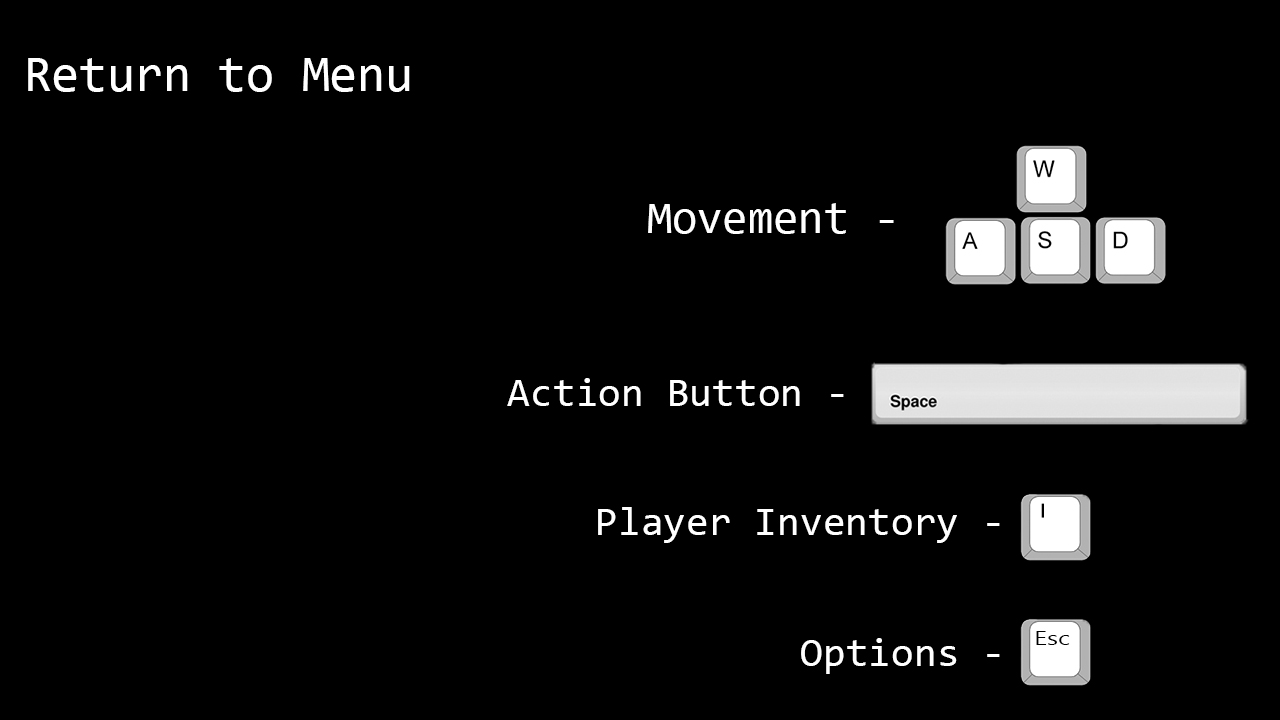 Return to Menu
W
Movement -
A S D
Action Button - Space
Player Inventory - I
Options - Esc